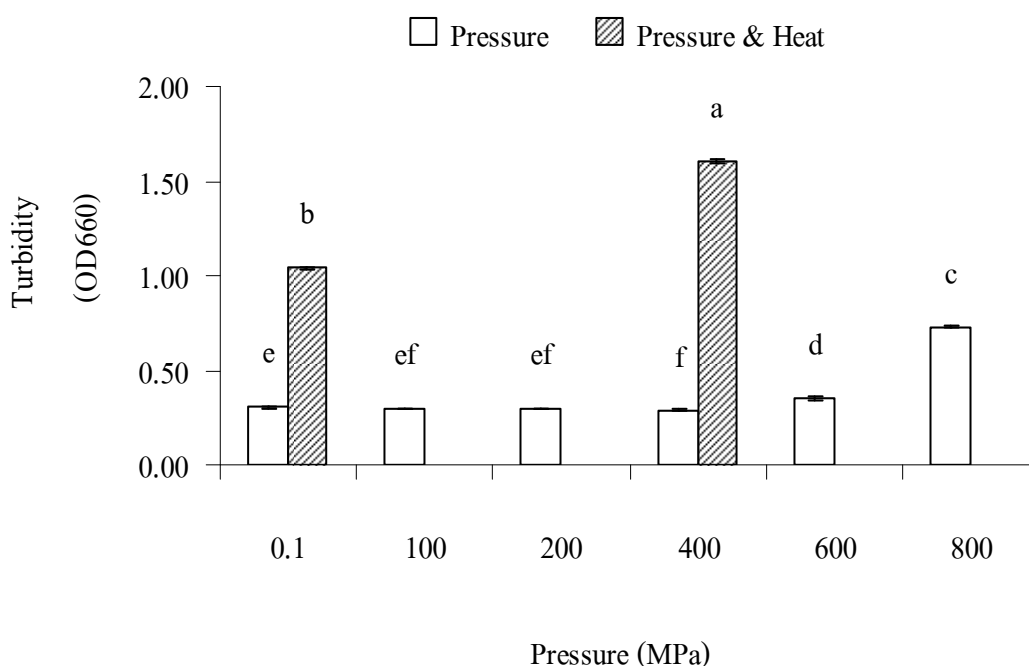 Pressure Pressure & Heat
2.00
1.50
1.00
0.50
0.00
Turbidity
(OD660)
e b ef ef f a d c
0.1 100 200 400 600 800
Pressure (MPa)